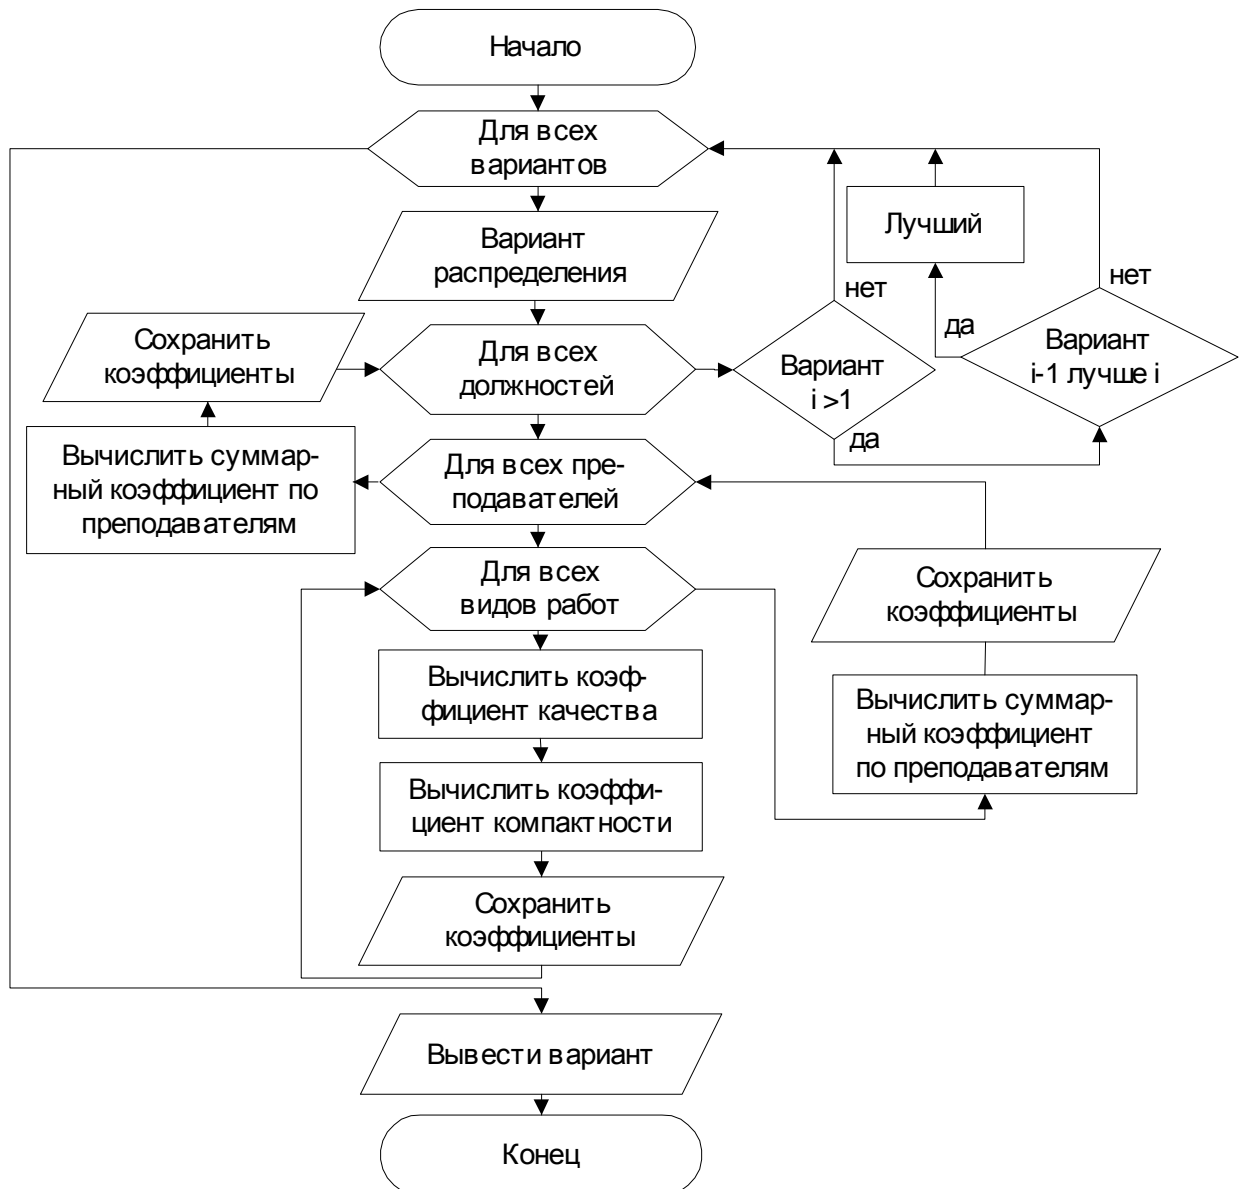 Начало
Для всех
вариантов
Вариант
распределения
Лучший
нет
нет
да
Вариант
i-1 лучше i
Сохранить
коэффициенты
Для всех
должностей
Вариант
i >1
да
Вычислить суммар-
ный коэффициент по
преподавателям
Для всех пре-
подавателей
Для всех
видов работ
Сохранить
коэффициенты
Вычислить коэф-
фициент качества
Вычислить суммар-
ный коэффициент
по преподавателям
Вычислить коэффи-
циент компактности
Сохранить
коэффициенты
Вывести вариант
Конец